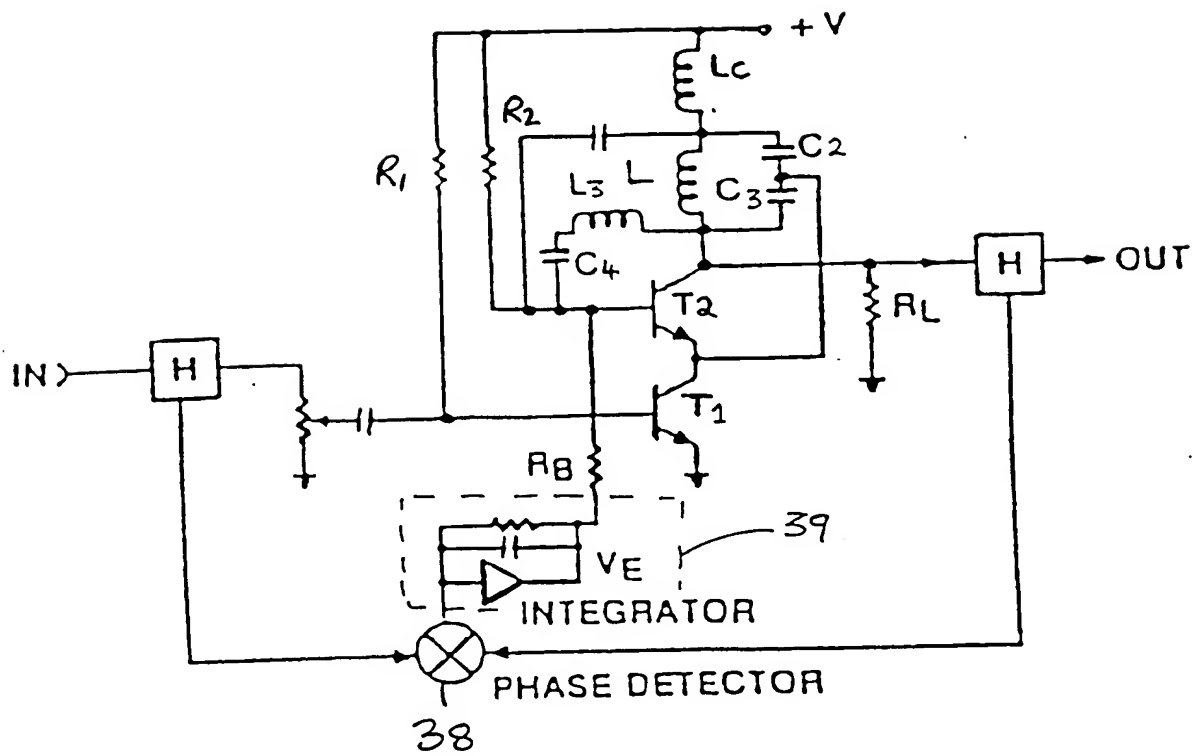 + V
LC
R2
R1
C2
L3
L
C3
C4
H
OUT
T2
RL
IN
H
T1
RB
39
VE
INTEGRATOR
PHASE DETECTOR
38